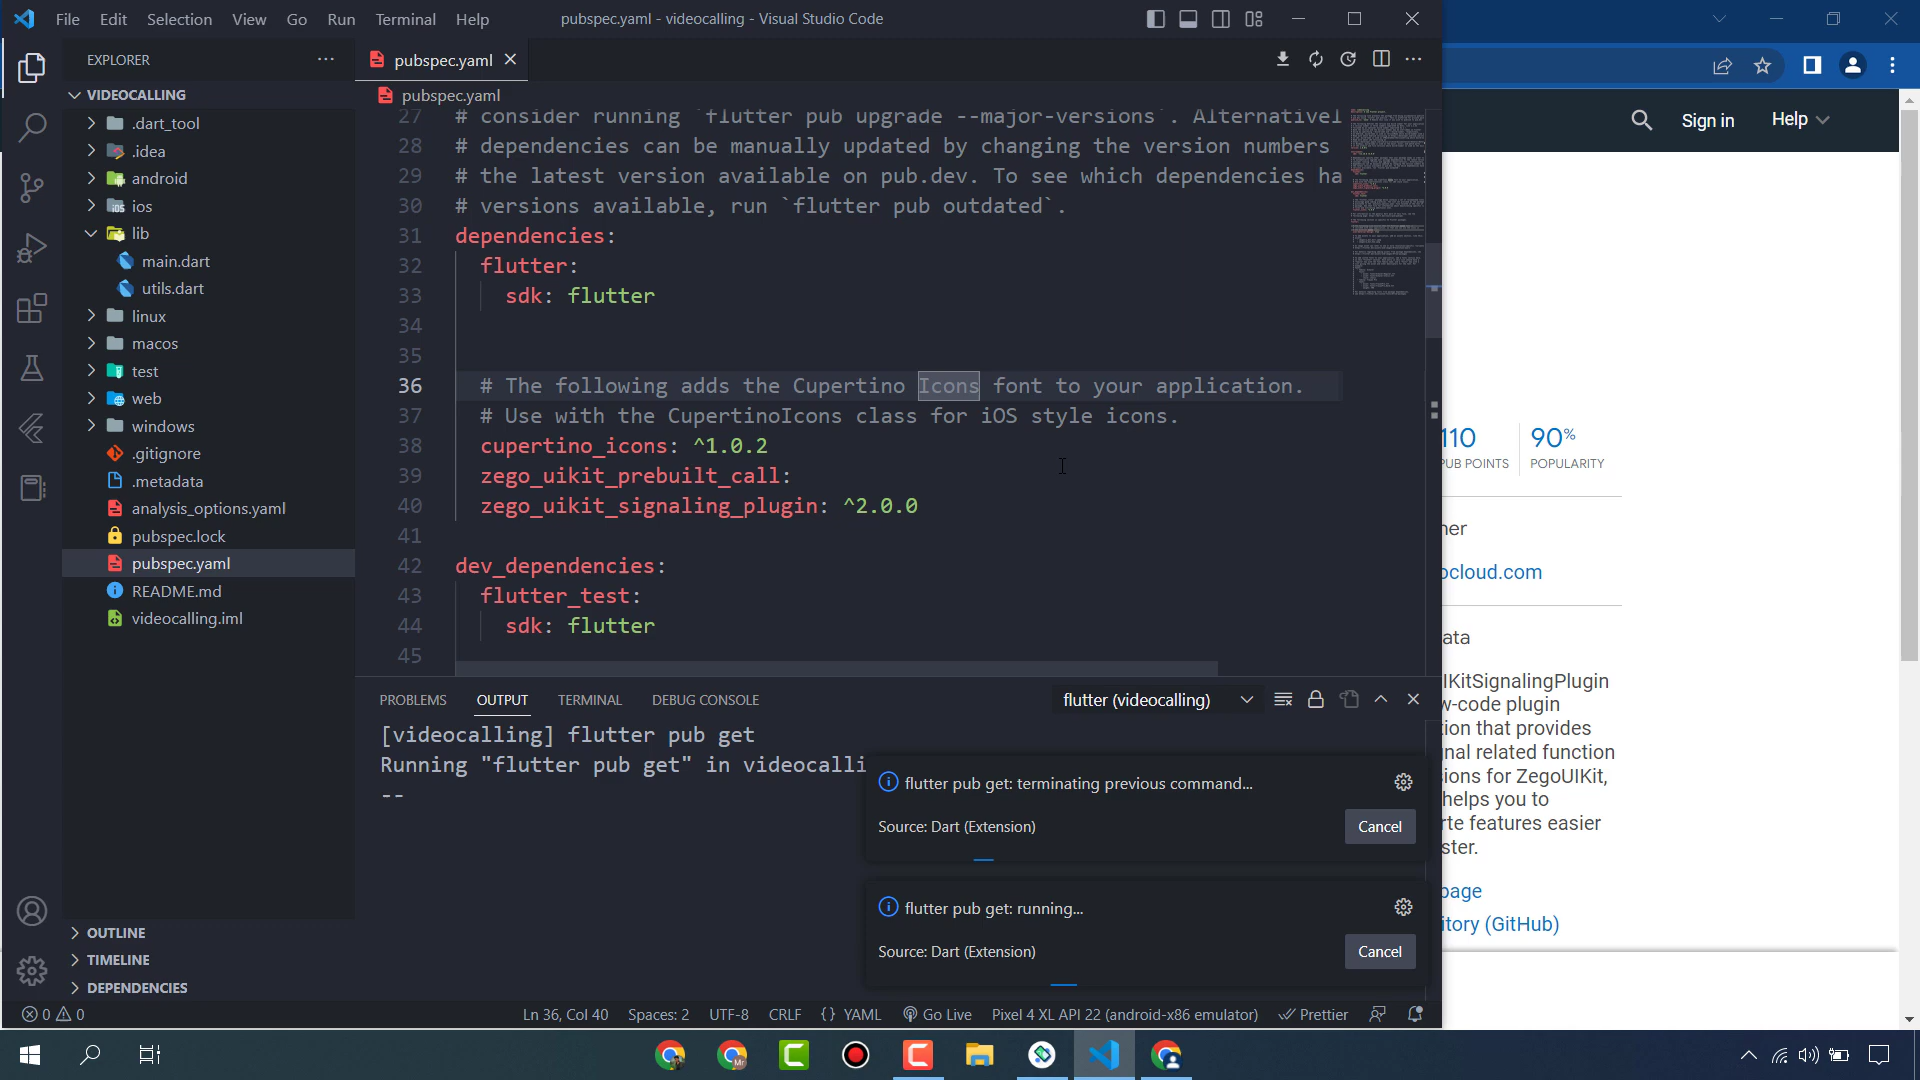 File Edit Selection View Go Run Terminal Help
pubspec.yaml - videocalling - Visual Studio Code
EXPLORER
VIDEOCALLING
.dart_tool
.idea
android
ios
lib
main.dart
utils.dart
linux
macos
test
web
windows
.gitignore
.metadata
analysis_options.yaml
pubspec.lock
pubspec.yaml
README.md
videocalling.iml
OUTLINE
TIMELINE
DEPENDENCIES
pubspec.yaml
pubspec.yaml
27 # consider running `flutter pub upgrade --major-versions`. Alternativel
28 # dependencies can be manually updated by changing the version numbers
29 # the latest version available on pub.dev. To see which dependencies ha
30 # versions available, run `flutter pub outdated`.
31 dependencies:
32 flutter:
33 sdk: flutter
34
35
36 # The following adds the Cupertino Icons font to your application.
37 # Use with the CupertinoIcons class for iOS style icons.
38 cupertino_icons: ^1.0.2
39 zego_uikit_prebuilt_call:
40 zego_uikit_signaling_plugin: ^2.0.0
41
42 dev_dependencies:
43 flutter_test:
44 sdk: flutter
45
PROBLEMS OUTPUT TERMINAL DEBUG CONSOLE
flutter (videocalling)
[videocalling] flutter pub get
Running "flutter pub get" in videocalli
--
flutter pub get: terminating previous command...
Source: Dart (Extension)
Cancel
flutter pub get: running...
Source: Dart (Extension)
Cancel
0 0
Ln 36, Col 40 Spaces: 2 UTF-8 CRLF {} YAML Go Live Pixel 4 XL API 22 (android-x86 emulator) Prettier
Sign in Help
110 90%
PUB POINTS POPULARITY
her
ocloud.com
ata
IKitSignalingPlugin
w-code plugin
tion that provides
nal related function
ions for ZegoUIKit,
helps you to
rte features easier
ster.
page
itory (GitHub)